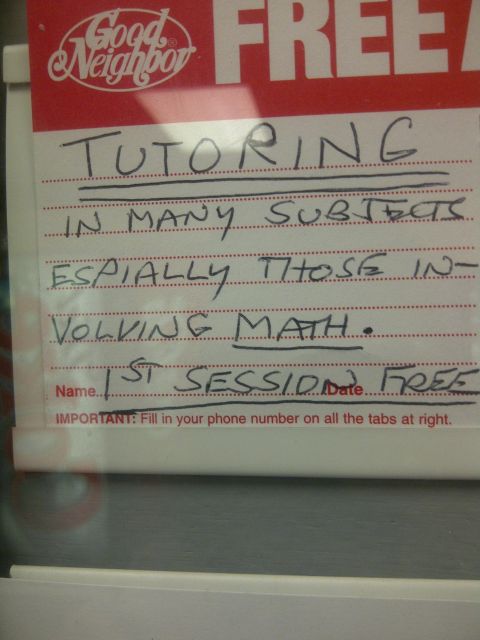 Good
Neighbor®
FREE
TUTORING
IN MANY SUBJECTS
ESPIALLY THOSE IN-
VOLVING MATH.
Name 1ST SESSION Date FREE
IMPORTANT: Fill in your phone number on all the tabs at right.